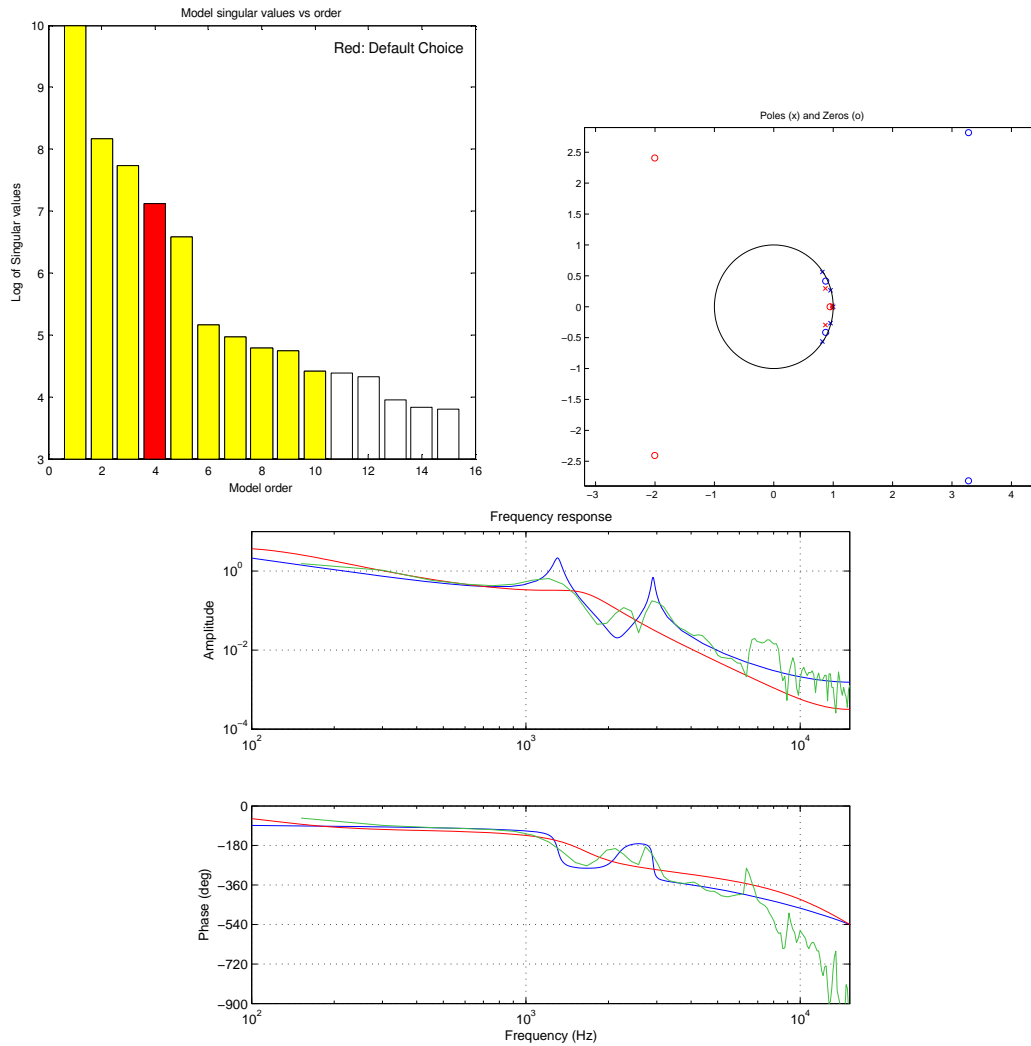 Model singular values vs order
Red: Default Choice
Log of Singular values
10
9
8
7
6
5
4
3
0 2 4 6 8 10 12 14 16
Model order
Poles (x) and Zeros (o)
2.5
2
1.5
1
0.5
0
−0.5
−1
−1.5
−2
−2.5
−3 −2 −1 0 1 2 3 4
Frequency response
Amplitude
10^0
10^−2
10^−4
10^2 10^3 10^4
Phase (deg)
0
−180
−360
−540
−720
−900
10^2 10^3 10^4
Frequency (Hz)